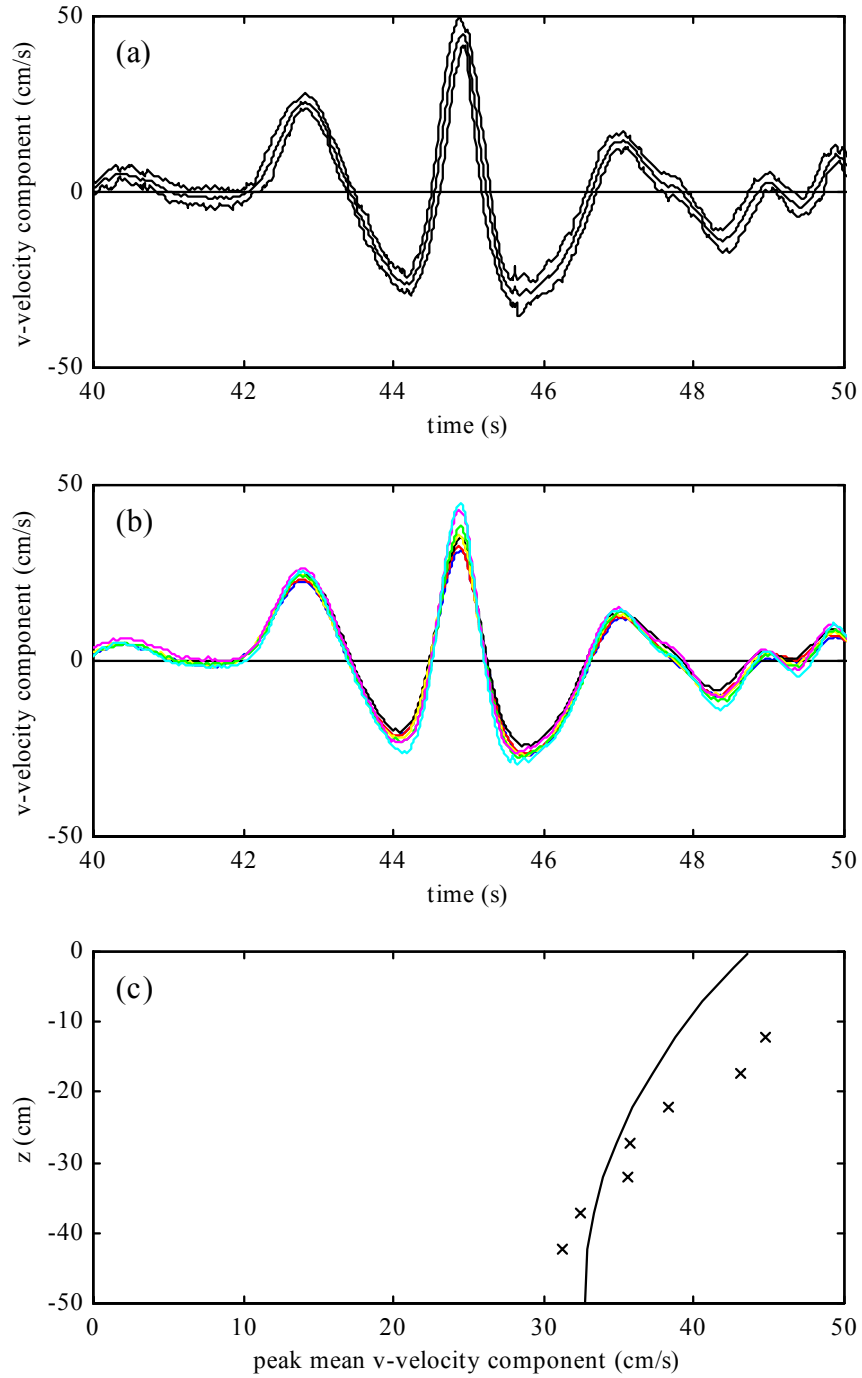 (a)
50
0
-50
v-velocity component (cm/s)
40 42 44 46 48 50
time (s)
(b)
50
0
-50
v-velocity component (cm/s)
40 42 44 46 48 50
time (s)
(c)
0
-10
-20
-30
-40
-50
z (cm)
0 10 20 30 40 50
peak mean v-velocity component (cm/s)